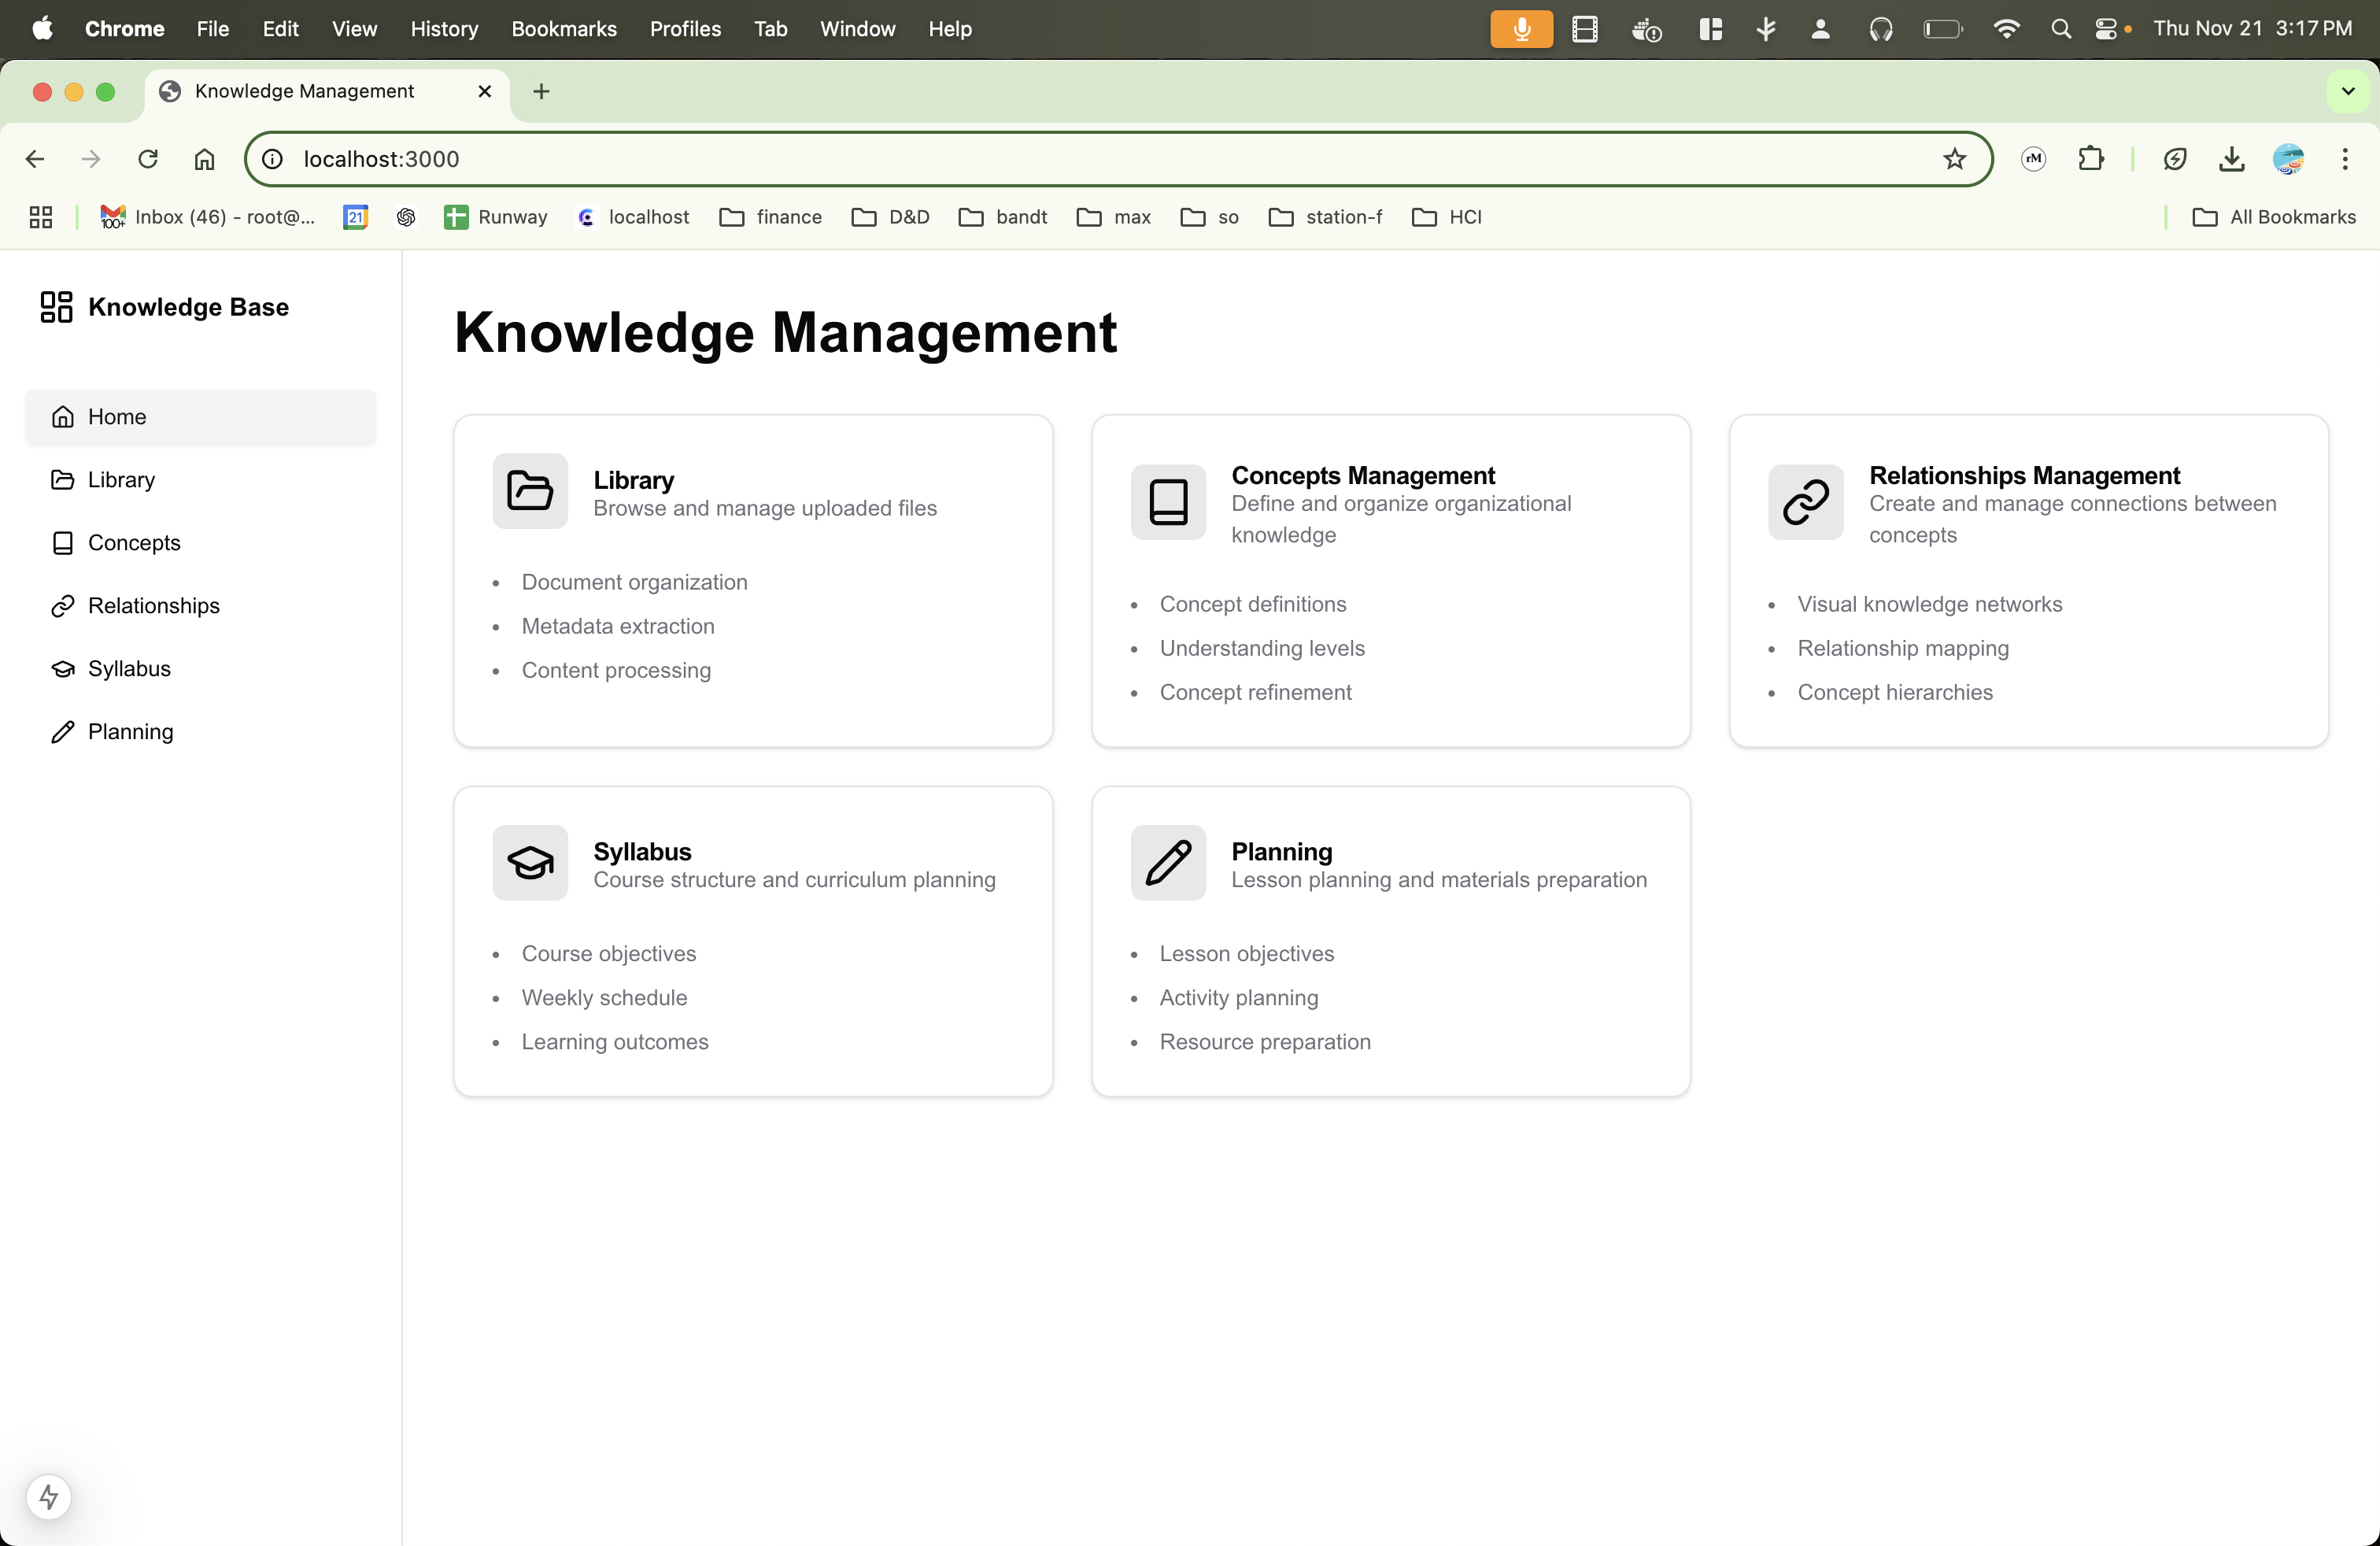 Chrome File Edit View History Bookmarks Profiles Tab Window Help Thu Nov 21 3:17 PM
Knowledge Management
localhost:3000
rM
100+ Inbox (46) - root@... 21 Runway localhost finance D&D bandt max so station-f HCI All Bookmarks
Knowledge Base
Home
Library
Concepts
Relationships
Syllabus
Planning
Knowledge Management
Library
Browse and manage uploaded files
• Document organization
• Metadata extraction
• Content processing
Concepts Management
Define and organize organizational
knowledge
• Concept definitions
• Understanding levels
• Concept refinement
Relationships Management
Create and manage connections between
concepts
• Visual knowledge networks
• Relationship mapping
• Concept hierarchies
Syllabus
Course structure and curriculum planning
• Course objectives
• Weekly schedule
• Learning outcomes
Planning
Lesson planning and materials preparation
• Lesson objectives
• Activity planning
• Resource preparation